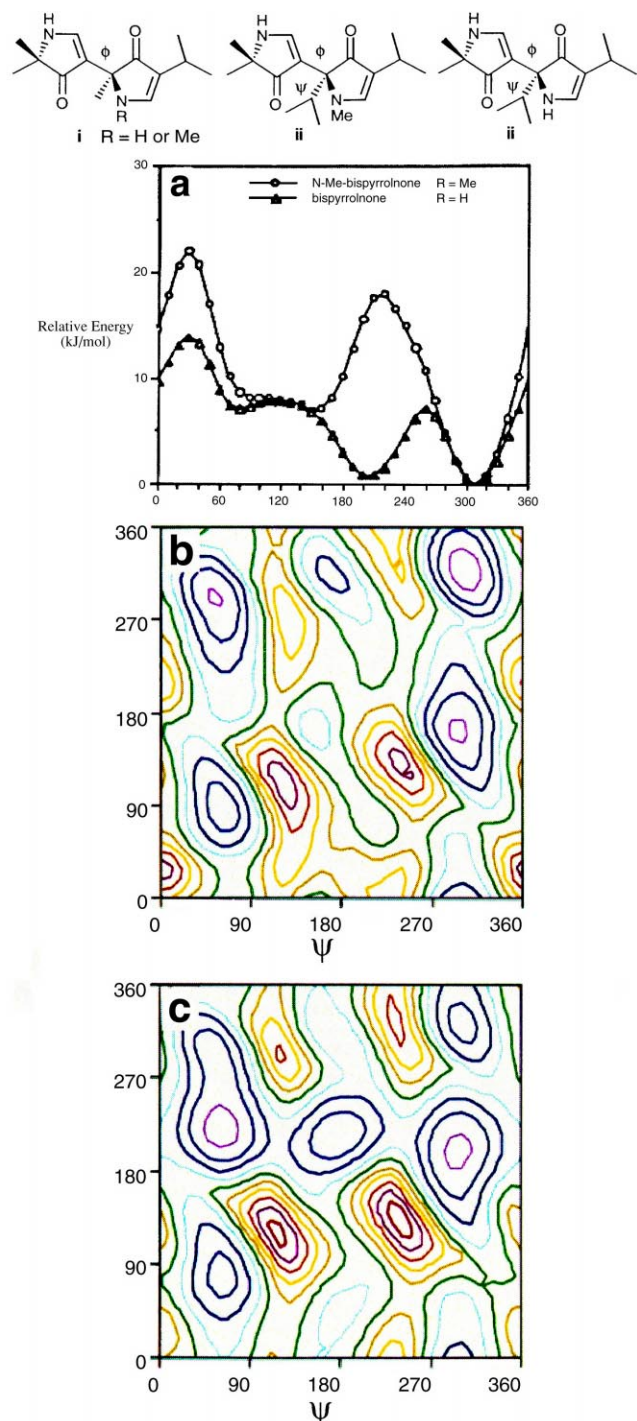 H
N
O
ϕ
O
N
R
H
N
O
ϕ
ψ
O
N
Me
H
N
O
ϕ
ψ
O
N
H
i R = H or Me
ii
ii
a
N-Me-bispyrrolnone R = Me
bispyrrolnone R = H
30
20
10
0
Relative Energy
(kJ/mol)
0 60 120 180 240 300 360
b
360
270
180
90
0
0 90 180 270 360
Ψ
c
360
270
180
90
0
0 90 180 270 360
Ψ